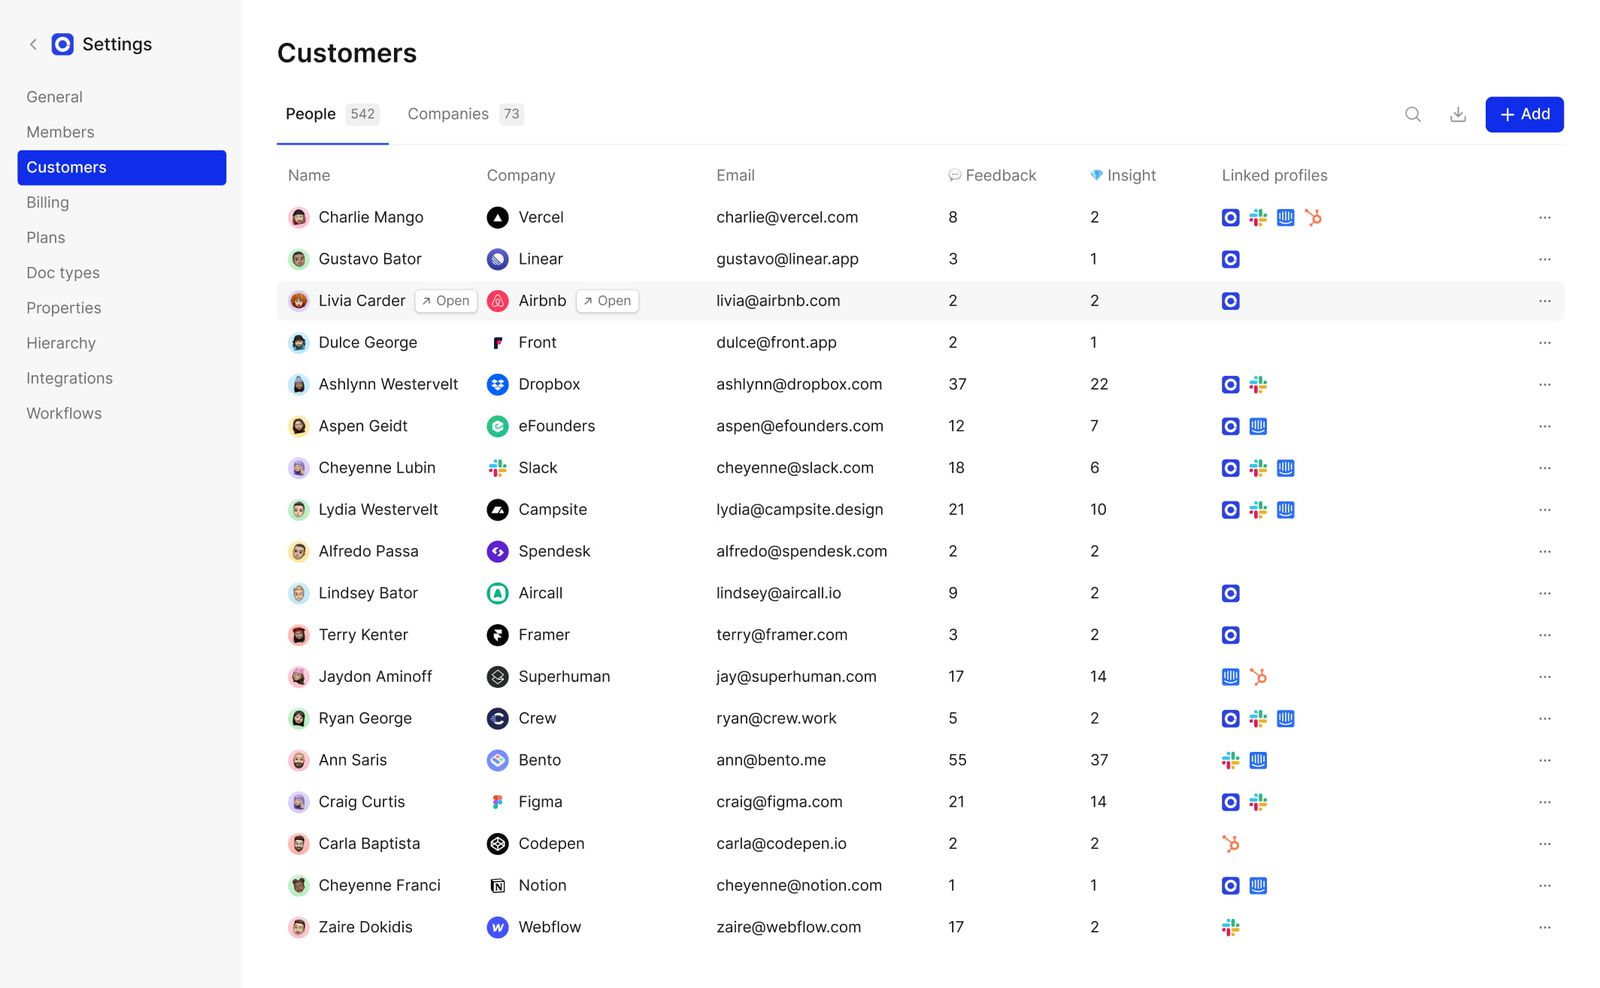 Settings
General
Members
Customers
Billing
Plans
Doc types
Properties
Hierarchy
Integrations
Workflows
Customers
People 542 Companies 73
+ Add
Name Company Email Feedback Insight Linked profiles
Charlie Mango Vercel charlie@vercel.com 8 2
Gustavo Bator Linear gustavo@linear.app 3 1
Livia Carder Open Airbnb Open livia@airbnb.com 2 2
Dulce George Front dulce@front.app 2 1
Ashlynn Westervelt Dropbox ashlynn@dropbox.com 37 22
Aspen Geidt eFounders aspen@efounders.com 12 7
Cheyenne Lubin Slack cheyenne@slack.com 18 6
Lydia Westervelt Campsite lydia@campsite.design 21 10
Alfredo Passa Spendesk alfredo@spendesk.com 2 2
Lindsey Bator Aircall lindsey@aircall.io 9 2
Terry Kenter Framer terry@framer.com 3 2
Jaydon Aminoff Superhuman jay@superhuman.com 17 14
Ryan George Crew ryan@crew.work 5 2
Ann Saris Bento ann@bento.me 55 37
Craig Curtis Figma craig@figma.com 21 14
Carla Baptista Codepen carla@codepen.io 2 2
Cheyenne Franci Notion cheyenne@notion.com 1 1
Zaire Dokidis Webflow zaire@webflow.com 17 2